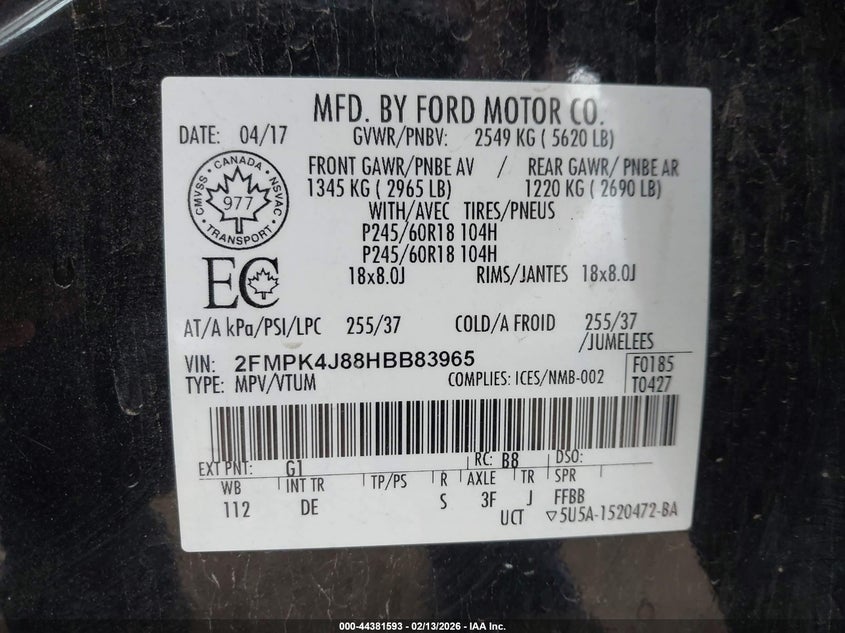 MFD. BY FORD MOTOR CO.
DATE: 04/17 GVWR/PNBV: 2549 KG ( 5620 LB)
FRONT GAWR/PNBE AV / REAR GAWR/ PNBE AR
1345 KG ( 2965 LB) 1220 KG ( 2690 LB)
WITH/AVEC TIRES/PNEUS
P245/60R18 104H
P245/60R18 104H
18x8.0J RIMS/JANTES 18x8.0J
CMVSS • CANADA • NSVAC • TRANSPORT •
977
EC
AT/A kPa/PSI/LPC 255/37 COLD/A FROID 255/37
/JUMELEES
VIN: 2FMPK4J88HBB83965
TYPE: MPV/VTUM COMPLIES: ICES/NMB-002
F0185
T0427
EXT PNT: G1 RC: B8 DSO:
WB INT TR TP/PS R AXLE TR SPR
112 DE S 3F J FFBB
UCT ▽5U5A-1520472-BA
000-44381593 - 02/13/2026 - IAA Inc.